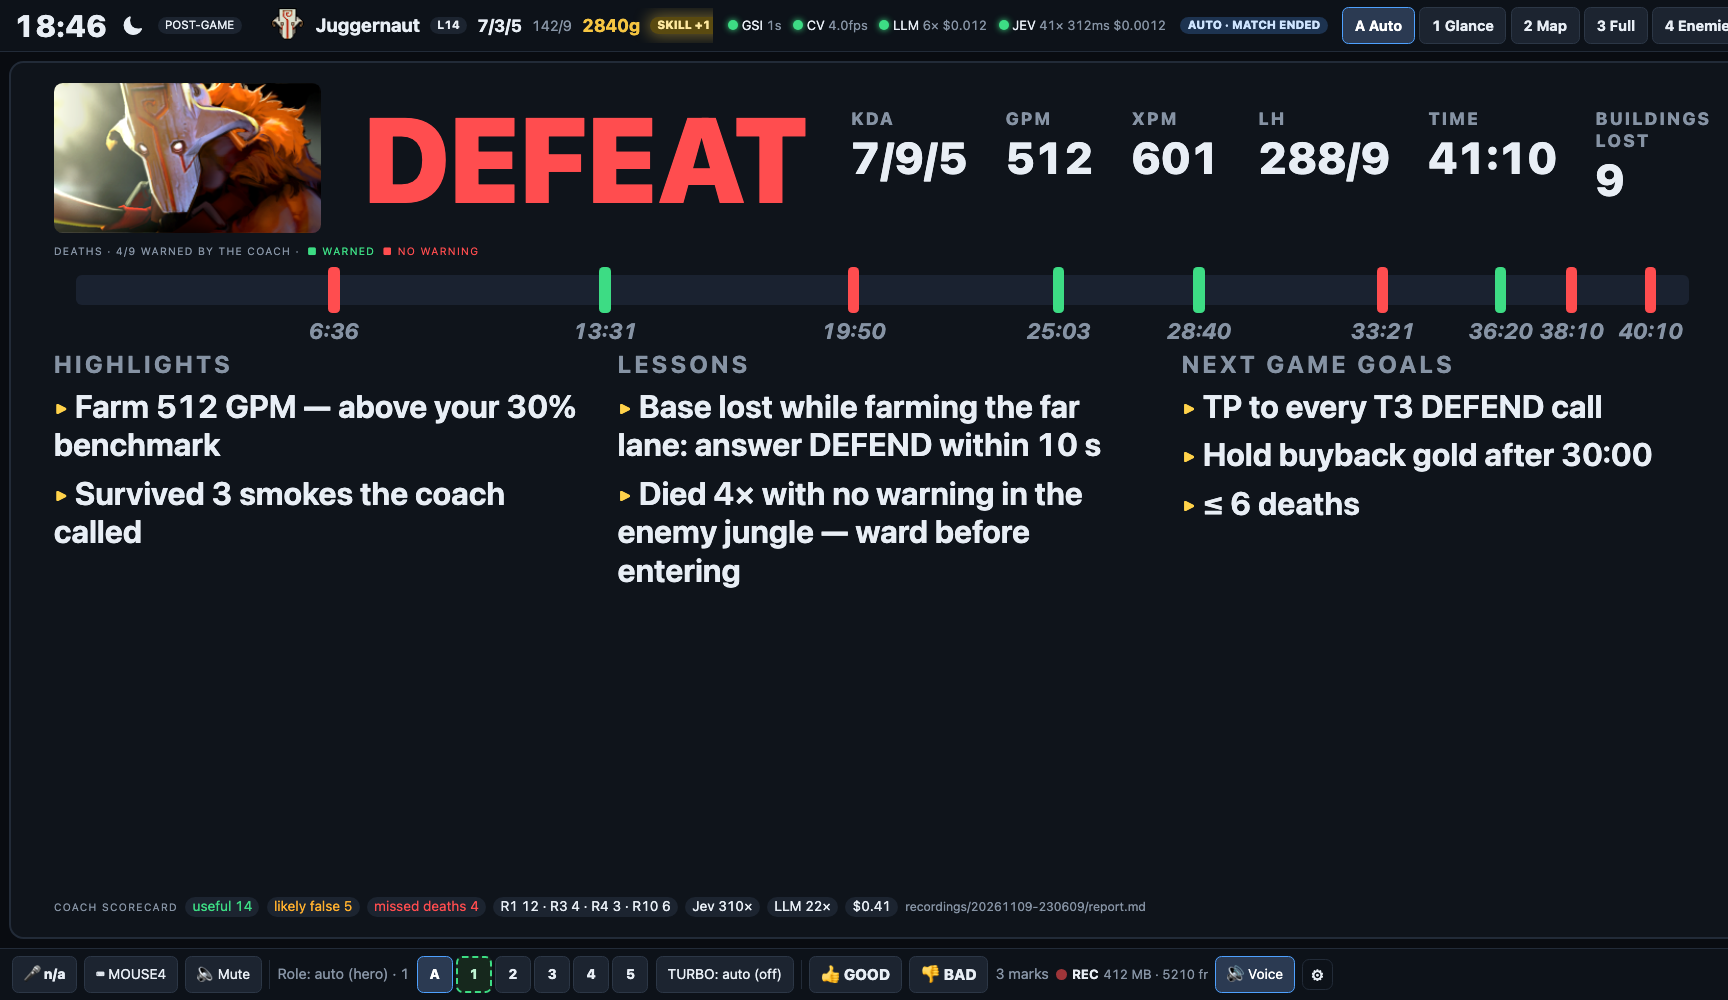 18:46 POST-GAME Juggernaut L14 7/3/5 142/9 2840g SKILL +1 GSI 1s CV 4.0fps LLM 6× $0.012 JEV 41× 312ms $0.0012 AUTO · MATCH ENDED A Auto 1 Glance 2 Map 3 Full 4 Enemie
DEFEAT
KDA GPM XPM LH TIME BUILDINGS LOST
7/9/5 512 601 288/9 41:10 9
DEATHS · 4/9 WARNED BY THE COACH · WARNED NO WARNING
6:36 13:31 19:50 25:03 28:40 33:21 36:20 38:10 40:10
HIGHLIGHTS
▸ Farm 512 GPM — above your 30%
benchmark
▸ Survived 3 smokes the coach
called
LESSONS
▸ Base lost while farming the far
lane: answer DEFEND within 10 s
▸ Died 4× with no warning in the
enemy jungle — ward before
entering
NEXT GAME GOALS
▸ TP to every T3 DEFEND call
▸ Hold buyback gold after 30:00
▸ ≤ 6 deaths
COACH SCORECARD useful 14 likely false 5 missed deaths 4 R1 12 · R3 4 · R4 3 · R10 6 Jev 310× LLM 22× $0.41 recordings/20261109-230609/report.md
🎤 n/a MOUSE4 🔈 Mute Role: auto (hero) · 1 A 1 2 3 4 5 TURBO: auto (off) 👍 GOOD 👎 BAD 3 marks REC 412 MB · 5210 fr 🔊 Voice ⚙